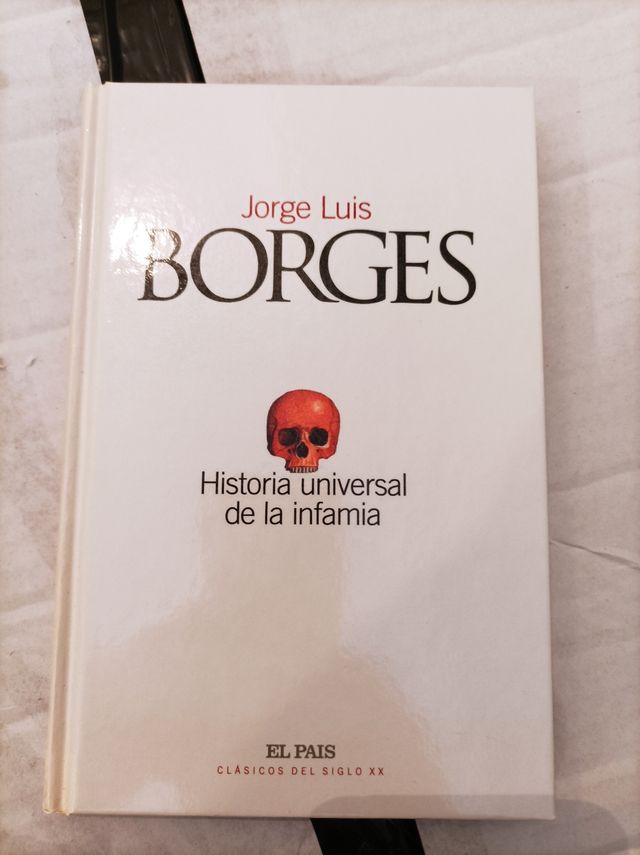 Jorge Luis
BORGES
Historia universal
de la infamia
EL PAIS
CLÁSICOS DEL SIGLO XX